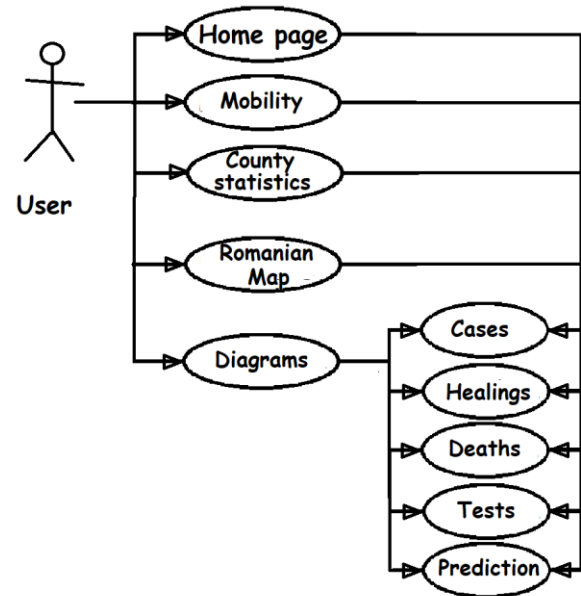 Home page
Mobility
County
statistics
User
Romanian
Map
Diagrams
Cases
Healings
Deaths
Tests
Prediction